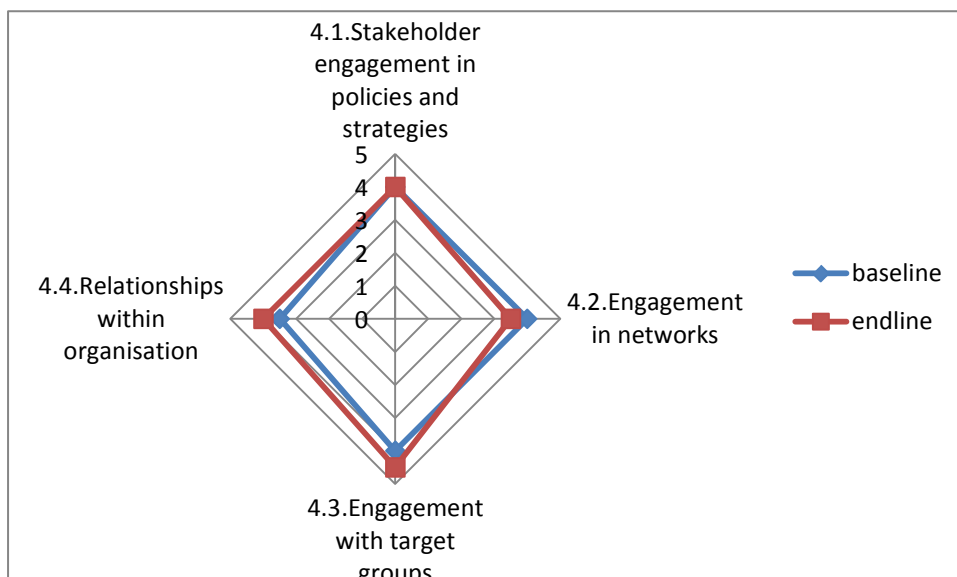 4.1.Stakeholder
engagement in
policies and
strategies
5
4
3
2
1
0
4.4.Relationships
within
organisation
4.2.Engagement
in networks
baseline
endline
4.3.Engagement
with target
groups